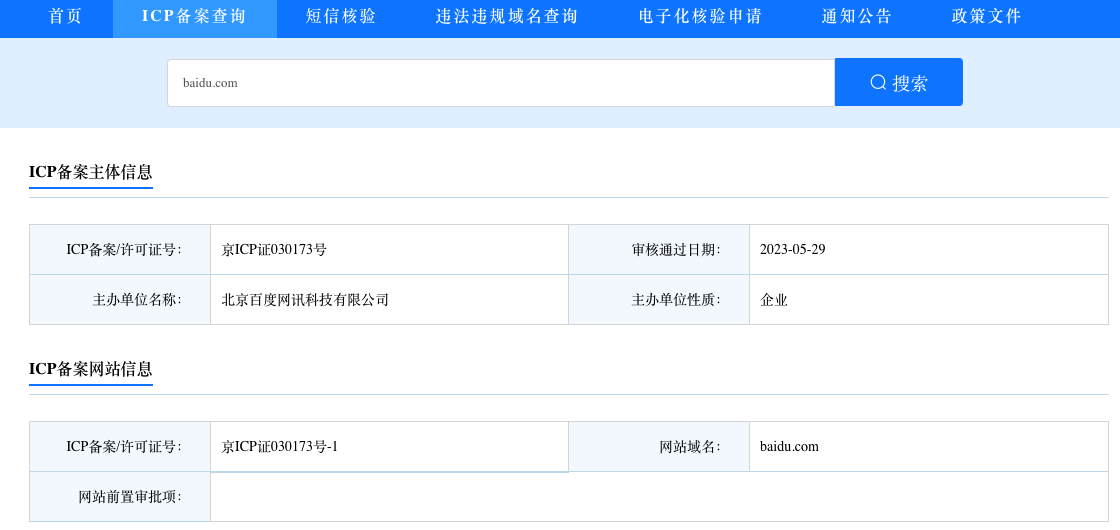 首页 ICP备案查询 短信核验 违法违规域名查询 电子化核验申请 通知公告 政策文件
baidu.com 搜索
ICP备案主体信息
ICP备案/许可证号: 京ICP证030173号 审核通过日期: 2023-05-29
主办单位名称: 北京百度网讯科技有限公司 主办单位性质: 企业
ICP备案网站信息
ICP备案/许可证号: 京ICP证030173号-1 网站域名: baidu.com
网站前置审批项: